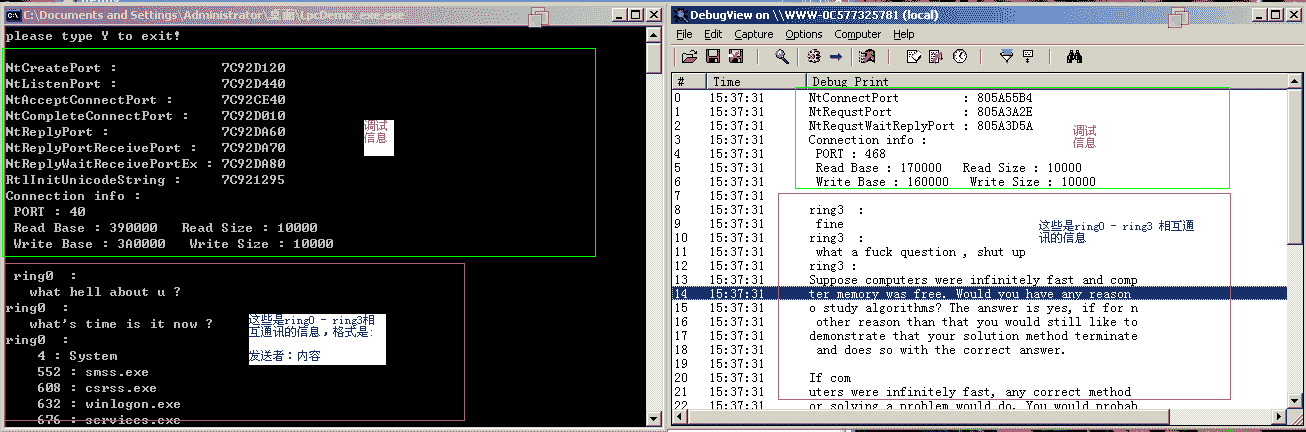 C:\Documents and Settings\Administrator\桌面\LpcDemo_exe.exe
please type Y to exit!
NtCreatePort : 7C92D120
NtListenPort : 7C92D440
NtAcceptConnectPort : 7C92CE40
NtCompleteConnectPort : 7C92D010
NtReplyPort : 7C92DA60
NtReplyPortReceivePort : 7C92DA70
NtReplyWaitReceivePortEx : 7C92DA80
RtlInitUnicodeString : 7C921295
Connection info :
PORT : 40
Read Base : 390000 Read Size : 10000
Write Base : 3A0000 Write Size : 10000
调试
信息
ring0 :
what hell about u ?
ring0 :
what's time is it now ?
ring0 :
4 : System
552 : smss.exe
608 : csrss.exe
632 : winlogon.exe
676 : services.exe
这些是ring0 - ring3相
互通讯的信息，格式是:
发送者：内容
DebugView on \\WWW-0C577325781 (local)
File Edit Capture Options Computer Help
# Time Debug Print
0 15:37:31 NtConnectPort : 805A55B4
1 15:37:31 NtRequstPort : 805A3A2E
2 15:37:31 NtRequstWaitReplyPort : 805A3D5A
3 15:37:31 Connection info :
4 15:37:31 PORT : 468
5 15:37:31 Read Base : 170000 Read Size : 10000
6 15:37:31 Write Base : 160000 Write Size : 10000
调试
信息
7 15:37:31
8 15:37:31 ring3 :
9 15:37:31 fine
10 15:37:31 ring3 :
11 15:37:31 what a fuck question , shut up
12 15:37:31 ring3 :
13 15:37:31 Suppose computers were infinitely fast and comp
14 15:37:31 ter memory was free. Would you have any reason
15 15:37:31 o study algorithms? The answer is yes, if for n
16 15:37:31 other reason than that you would still like to
17 15:37:31 demonstrate that your solution method terminate
18 15:37:31 and does so with the correct answer.
19 15:37:31
20 15:37:31 If com
21 15:37:31 uters were infinitely fast, any correct method
22 15:37:31 or solving a problem would do. You would probab
这些是ring0 - ring3 相互通
讯的信息